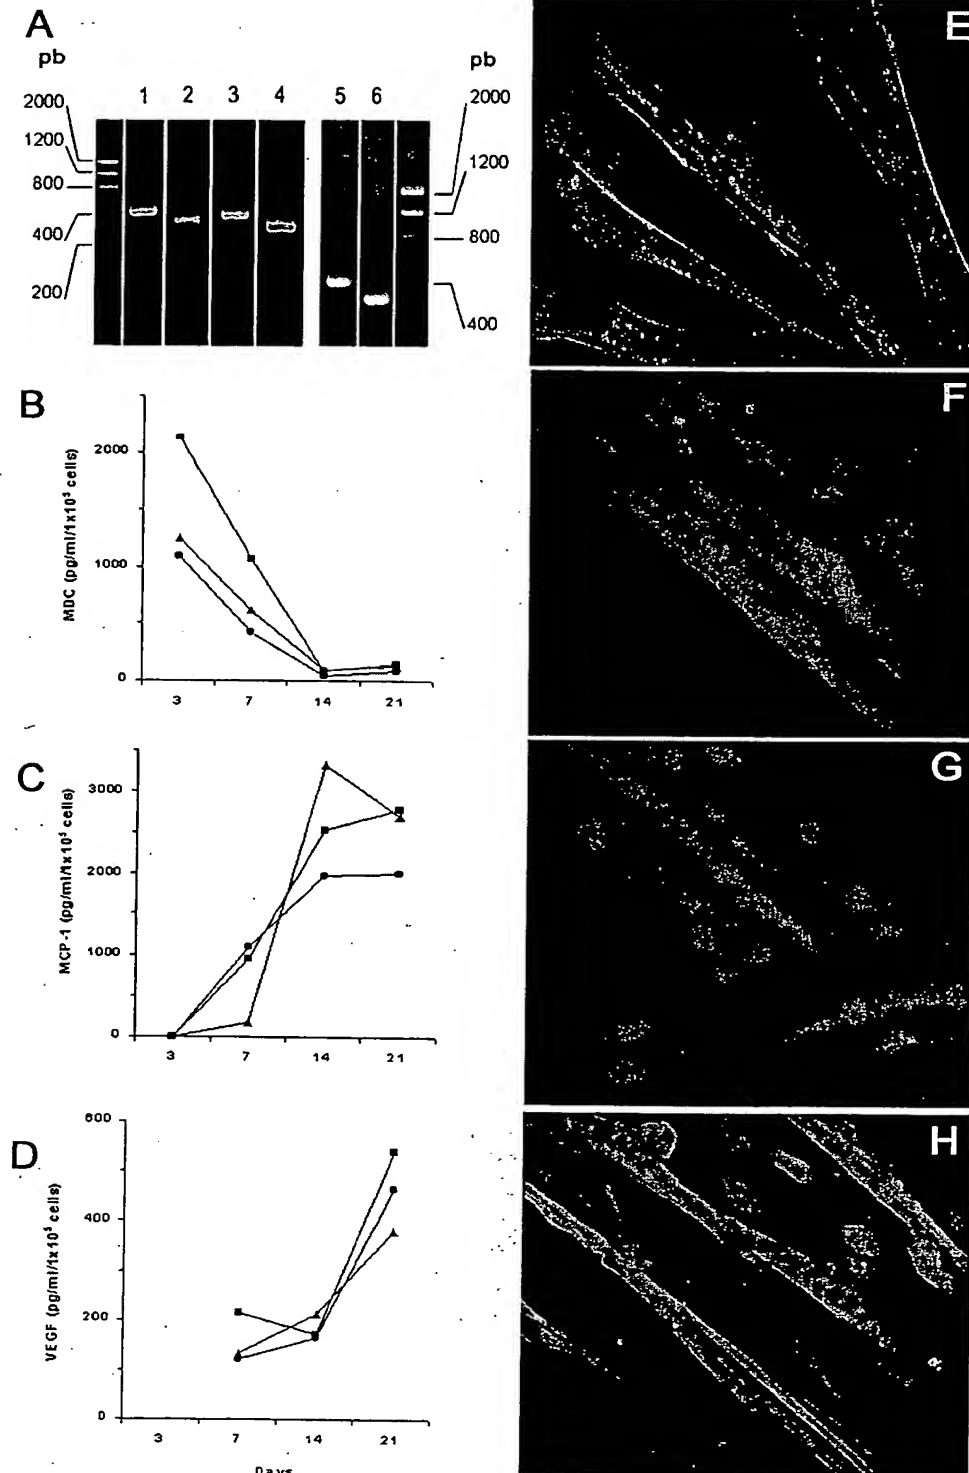 A
pb
2000
1200
800
400
200
1 2 3 4 5 6
pb
2000
1200
800
400
E
B
MDC (pg/ml/1x10⁵ cells)
2000
1000
0
3 7 14 21
F
C
MCP-1 (pg/ml/1x10⁵ cells)
3000
2000
1000
0
3 7 14 21
G
D
VEGF (pg/ml/1x10⁵ cells)
600
400
200
0
3 7 14 21
Days
H